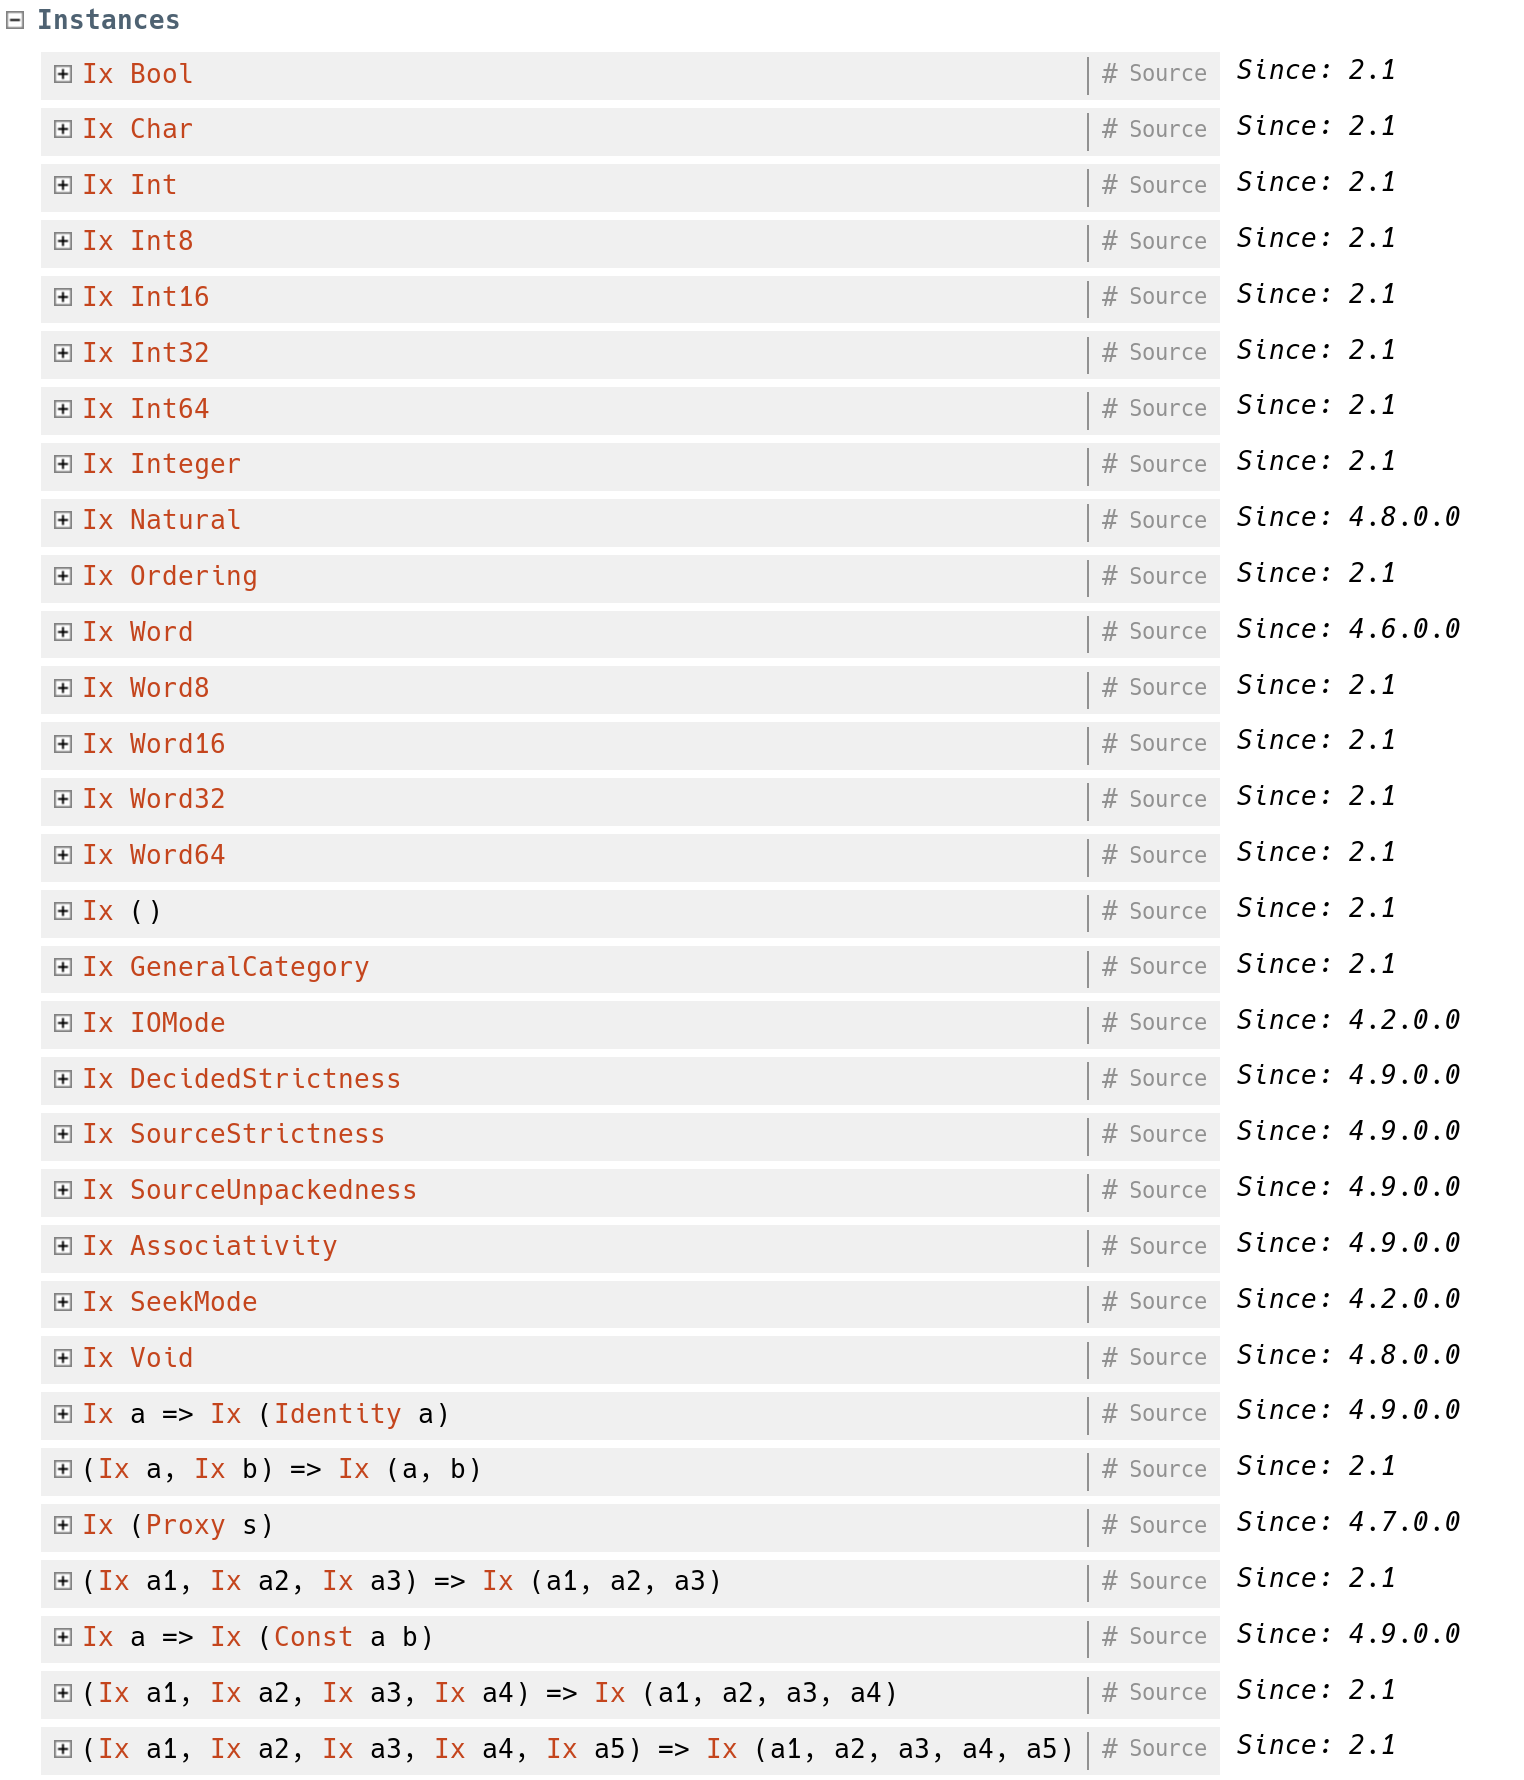 Instances
Ix Bool # Source Since: 2.1
Ix Char # Source Since: 2.1
Ix Int # Source Since: 2.1
Ix Int8 # Source Since: 2.1
Ix Int16 # Source Since: 2.1
Ix Int32 # Source Since: 2.1
Ix Int64 # Source Since: 2.1
Ix Integer # Source Since: 2.1
Ix Natural # Source Since: 4.8.0.0
Ix Ordering # Source Since: 2.1
Ix Word # Source Since: 4.6.0.0
Ix Word8 # Source Since: 2.1
Ix Word16 # Source Since: 2.1
Ix Word32 # Source Since: 2.1
Ix Word64 # Source Since: 2.1
Ix () # Source Since: 2.1
Ix GeneralCategory # Source Since: 2.1
Ix IOMode # Source Since: 4.2.0.0
Ix DecidedStrictness # Source Since: 4.9.0.0
Ix SourceStrictness # Source Since: 4.9.0.0
Ix SourceUnpackedness # Source Since: 4.9.0.0
Ix Associativity # Source Since: 4.9.0.0
Ix SeekMode # Source Since: 4.2.0.0
Ix Void # Source Since: 4.8.0.0
Ix a => Ix (Identity a) # Source Since: 4.9.0.0
(Ix a, Ix b) => Ix (a, b) # Source Since: 2.1
Ix (Proxy s) # Source Since: 4.7.0.0
(Ix a1, Ix a2, Ix a3) => Ix (a1, a2, a3) # Source Since: 2.1
Ix a => Ix (Const a b) # Source Since: 4.9.0.0
(Ix a1, Ix a2, Ix a3, Ix a4) => Ix (a1, a2, a3, a4) # Source Since: 2.1
(Ix a1, Ix a2, Ix a3, Ix a4, Ix a5) => Ix (a1, a2, a3, a4, a5) # Source Since: 2.1